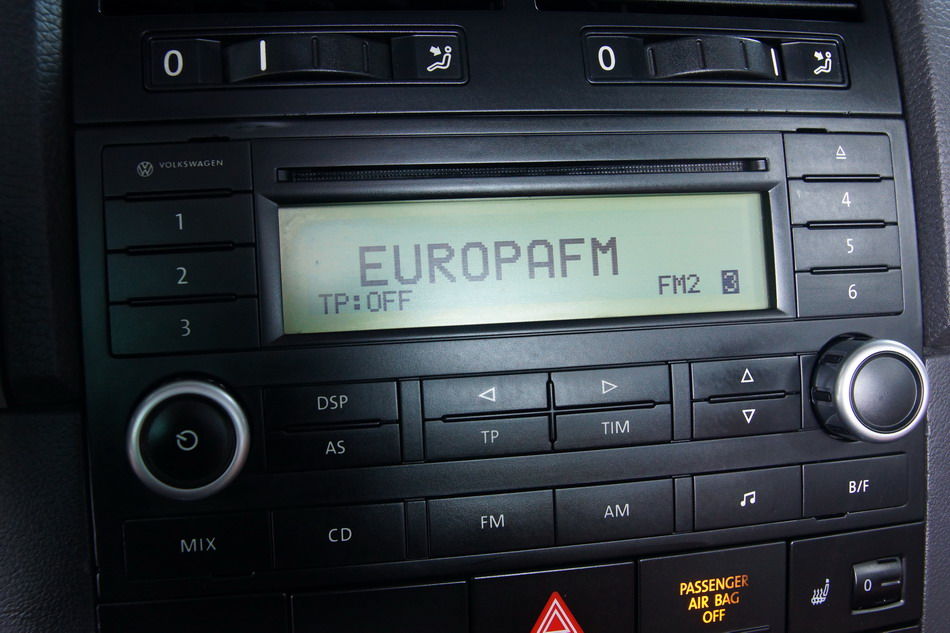 0
0
VOLKSWAGEN
1
2
3
EUROPAFM
TP:OFF
FM2 3
4
5
6
DSP
AS
TP
TIM
MIX
CD
FM
AM
B/F
PASSENGER
AIR BAG
OFF
0